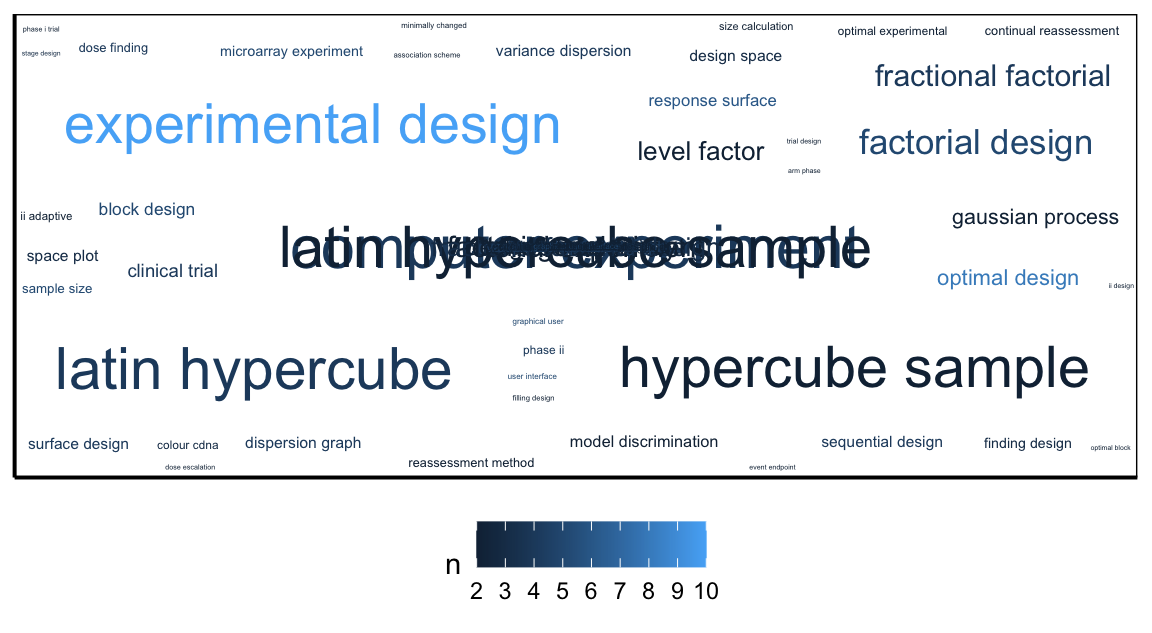 phase i trial
minimally changed
size calculation
optimal experimental
continual reassessment
stage design
dose finding
microarray experiment
association scheme
variance dispersion
design space
fractional factorial
response surface
experimental design
level factor
trial design
factorial design
arm phase
ii adaptive
block design
gaussian process
latin hypercube sample
computer experiment
space plot
clinical trial
sample size
optimal design
ii design
graphical user
phase ii
user interface
filling design
latin hypercube
hypercube sample
surface design
colour cdna
dispersion graph
model discrimination
sequential design
finding design
optimal block
dose escalation
reassessment method
event endpoint
n
2 3 4 5 6 7 8 9 10